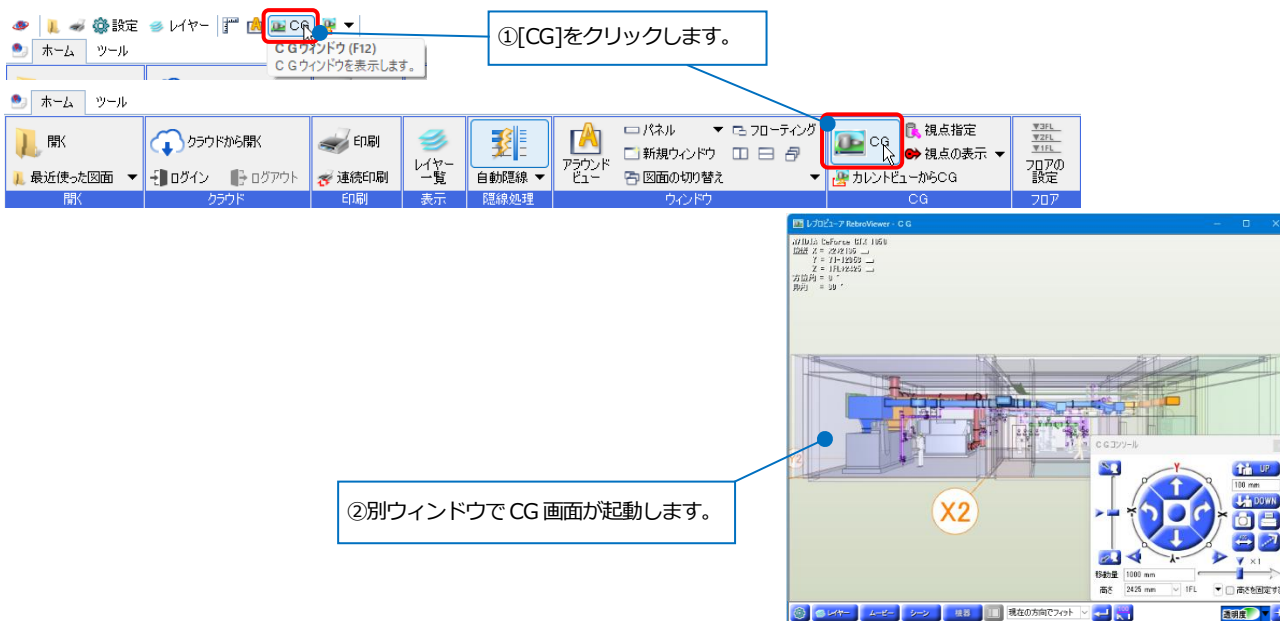 設定 レイヤー CG
①[CG]をクリックします。
ホーム ツール
CGウィンドウ (F12)
CGウィンドウを表示します。
ホーム ツール
開く クラウドから開く 印刷 レイヤー一覧 自動隠線 アラウンドビュー パネル フローティング CG 視点指定 ▼3FL ▼2FL ▼1FL フロアの設定
新規ウィンドウ 視点の表示
最近使った図面 ログイン ログアウト 連続印刷 図面の切り替え カレントビューからCG
開く クラウド 印刷 表示 隠線処理 ウィンドウ CG フロア
レブロビューア RebroViewer - CG
NVIDIA GeForce GTX 1050
方位角 = 0 °
X2
CGコンソール
Y
X
UP
100 mm
DOWN
×1
移動量 1000 mm
高さ 2425 mm 1FL 高さを固定する
②別ウィンドウでCG画面が起動します。
レイヤー ムービー シーン 機器 現在の方向でフィット 透明度